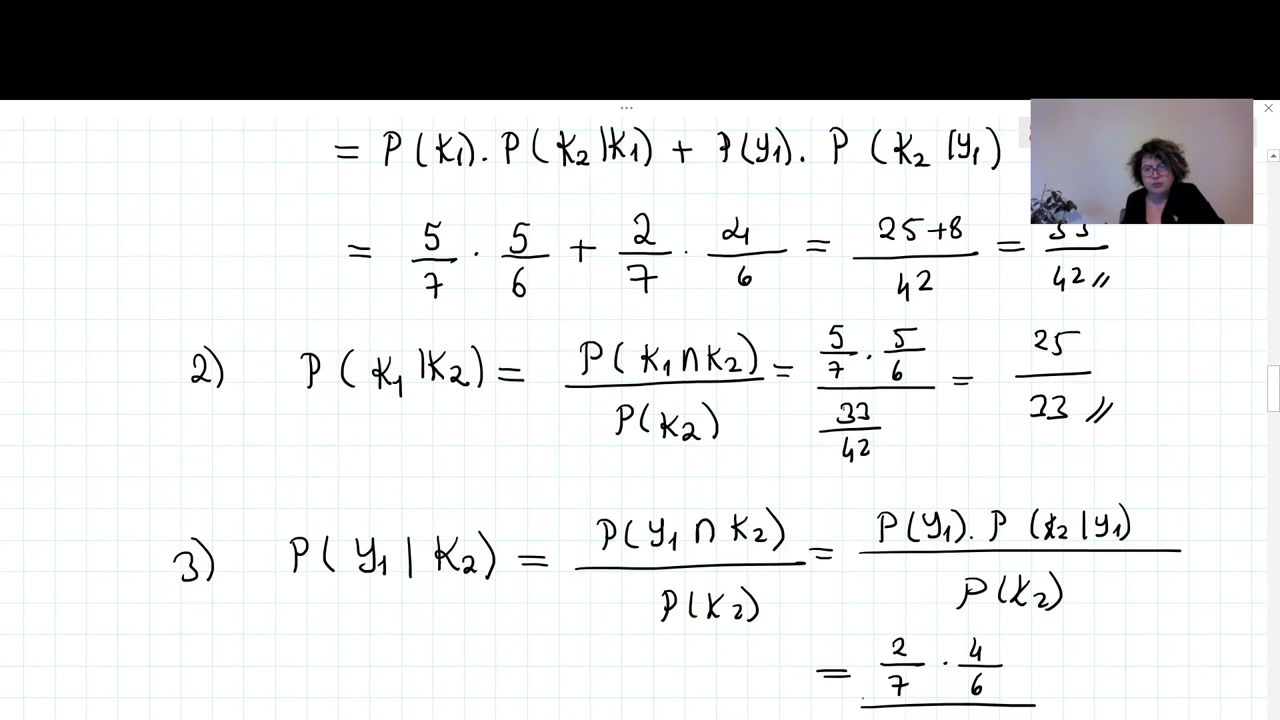 = P(K1). P(K2|K1) + P(Y1). P(K2|Y1)
= 5/7 . 5/6 + 2/7 . 4/6 = 25+8/42 = 33/42 //
2) P(K1|K2) = P(K1∩K2)/P(K2) = 5/7 . 5/6 / 33/42 = 25/33 //
3) P(Y1|K2) = P(Y1∩K2)/P(K2) = P(Y1). P(K2|Y1)/P(K2)
= 2/7 . 4/6